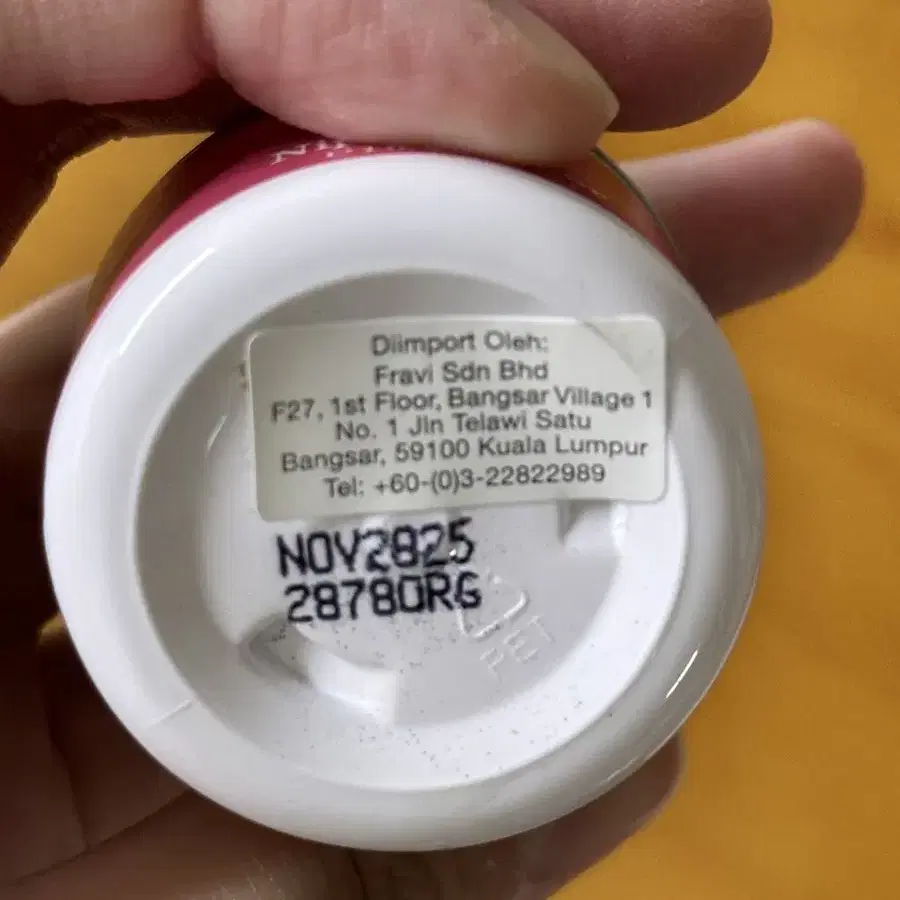 Diimport Oleh:
Fravi Sdn Bhd
F27, 1st Floor, Bangsar Village 1
No. 1 Jln Telawi Satu
Bangsar, 59100 Kuala Lumpur
Tel: +60-(0)3-22822989
NOV2825
28780RG
PET